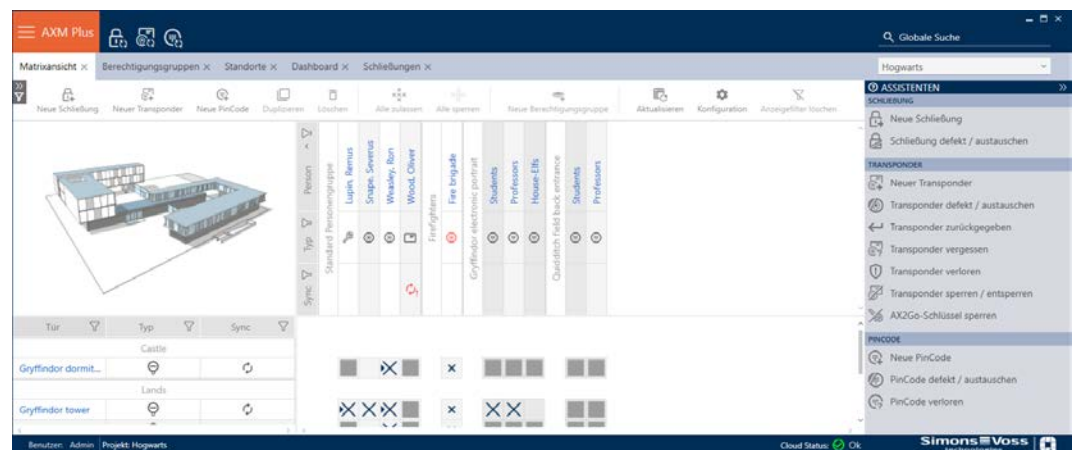 AXM Plus
Globale Suche
Matrixansicht × Berechtigungsgruppen × Standorte × Dashboard × Schließungen ×
Hogwarts
Neue Schließung Neuer Transponder Neue PinCode Duplizieren Löschen Alle zulassen Alle sperren Neue Berechtigungsgruppe Aktualisieren Konfiguration Anzeigefilter löschen
ASSISTENTEN
SCHLIEßUNG
Neue Schließung
Schließung defekt / austauschen
TRANSPONDER
Neuer Transponder
Transponder defekt / austauschen
Transponder zurückgegeben
Transponder vergessen
Transponder verloren
Transponder sperren / entsperren
AX2Go-Schlüssel sperren
PINCODE
Neue PinCode
PinCode defekt / austauschen
PinCode verloren
Person
Typ
Sync
Standard Personengruppe
Lupin, Remus
Snape, Severus
Weasley, Ron
Wood, Oliver
Firefighters
Fire brigade
Gryffindor electronic portrait
Students
Professors
House-Elfs
Quidditch field back entrance
Students
Professors
Tür Typ Sync
Castle
Gryffindor dormit...
Lands
Gryffindor tower
Benutzer: Admin Projekt: Hogwarts
Cloud Status: Ok
Simons Voss
technologies